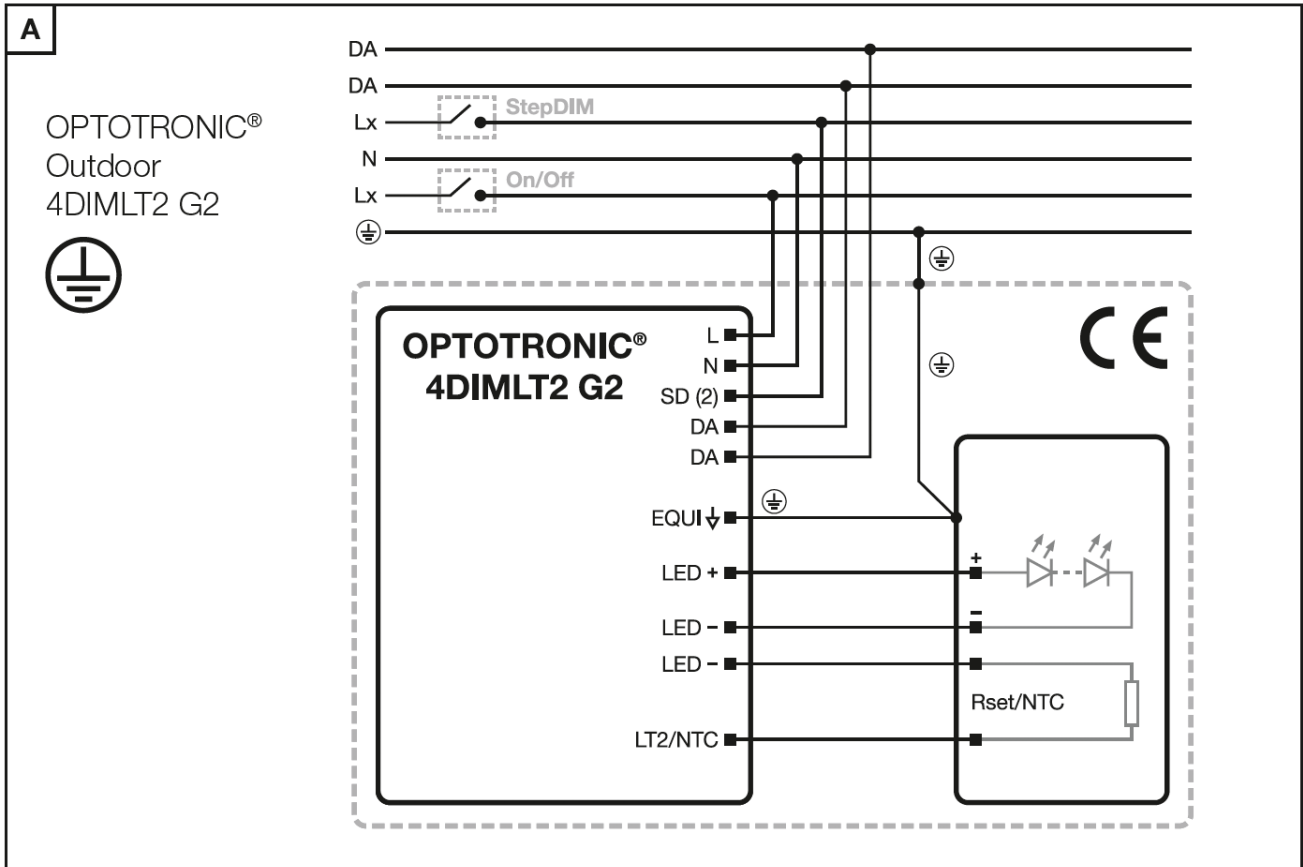 A
OPTOTRONIC®
Outdoor
4DIMLT2 G2
DA
DA
Lx
StepDIM
N
Lx
On/Off
OPTOTRONIC®
4DIMLT2 G2
L
N
SD (2)
DA
DA
EQUI
LED +
LED -
LED -
LT2/NTC
CE
+
-
Rset/NTC